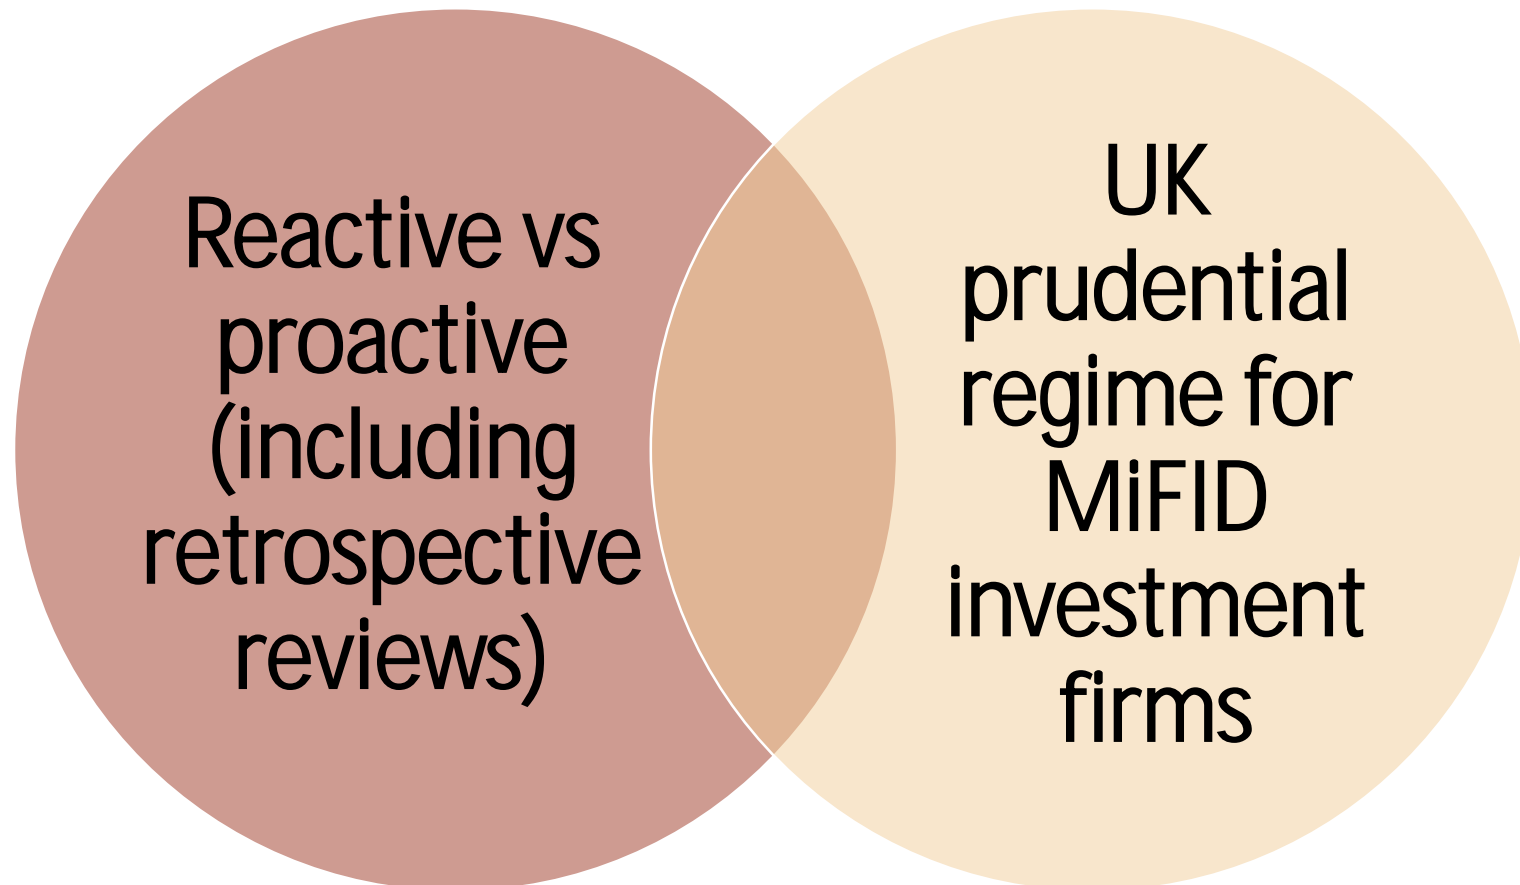 Reactive vs
proactive
(including
retrospective
reviews)
UK
prudential
regime for
MiFID
investment
firms